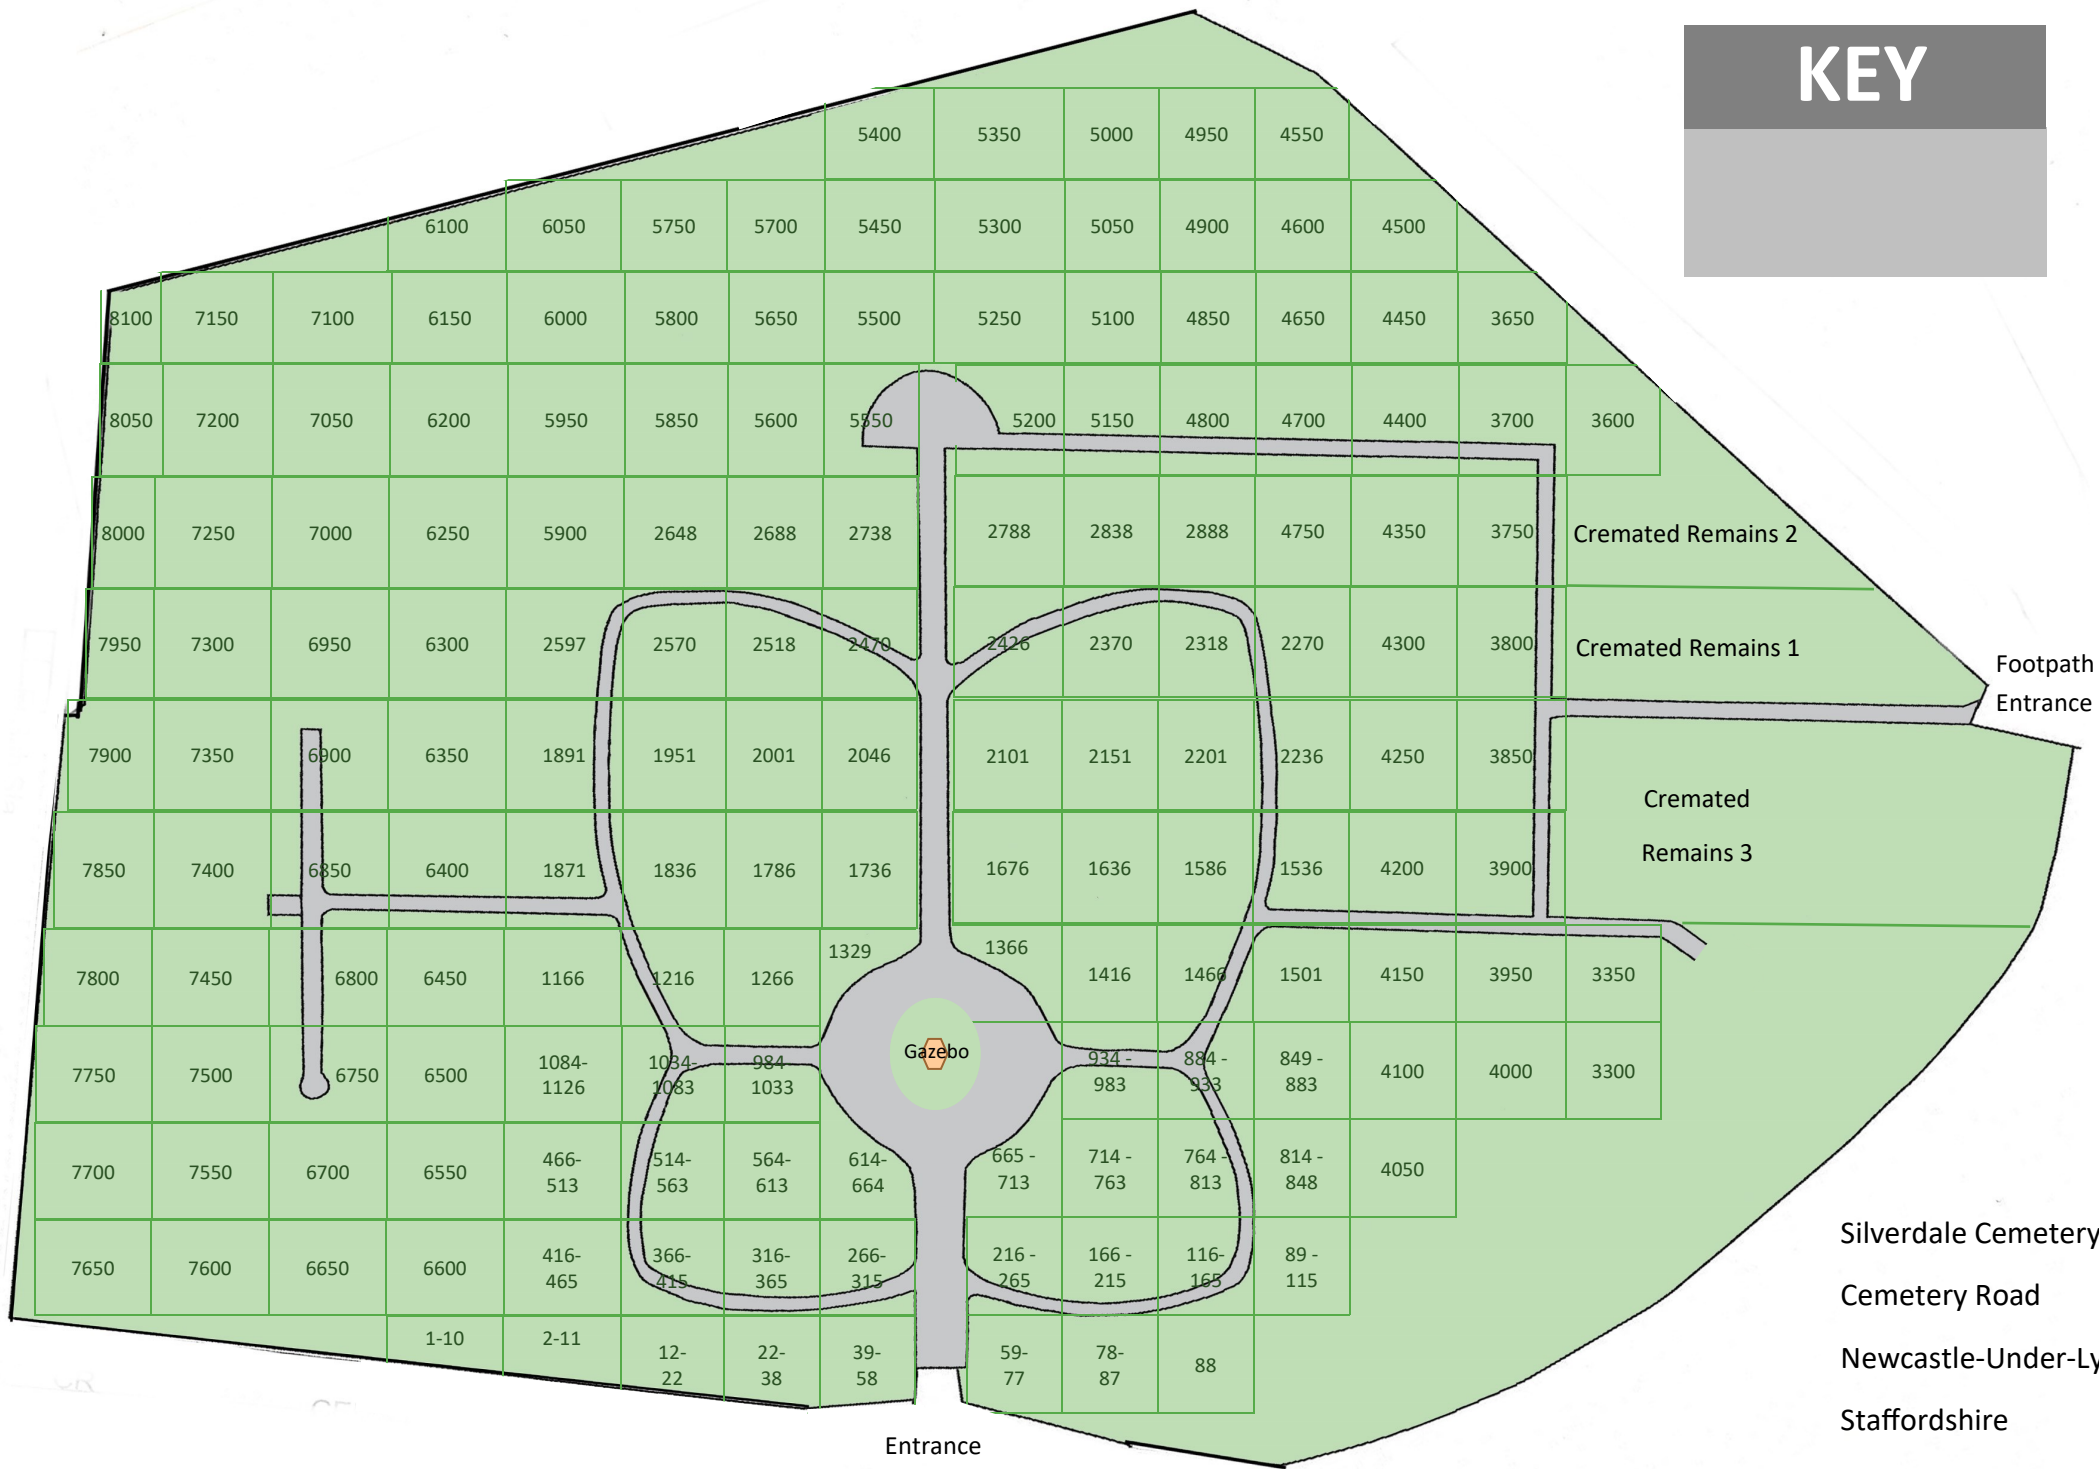 KEY
5400 5350 5000 4950 4550
6100 6050 5750 5700 5450 5300 5050 4900 4600 4500
8100 7150 7100 6150 6000 5800 5650 5500 5250 5100 4850 4650 4450 3650
8050 7200 7050 6200 5950 5850 5600 5550 5200 5150 4800 4700 4400 3700 3600
8000 7250 7000 6250 5900 2648 2688 2738 2788 2838 2888 4750 4350 3750 Cremated Remains 2
7950 7300 6950 6300 2597 2570 2518 2470 2426 2370 2318 2270 4300 3800 Cremated Remains 1
Footpath
Entrance
7900 7350 6900 6350 1891 1951 2001 2046 2101 2151 2201 2236 4250 3850
Cremated
Remains 3
7850 7400 6850 6400 1871 1836 1786 1736 1676 1636 1586 1536 4200 3900
7800 7450 6800 6450 1166 1216 1266 1329 1366 1416 1466 1501 4150 3950 3350
Gazebo
7750 7500 6750 6500 1084- 1034- 984- 934 - 884 - 849 - 4100 4000 3300
1126 1083 1033 983 933 883
7700 7550 6700 6550 466- 514- 564- 614- 665 - 714 - 764 - 814 - 4050
513 563 613 664 713 763 813 848
7650 7600 6650 6600 416- 366- 316- 266- 216 - 166 - 116- 89 -
465 415 365 315 265 215 165 115
1-10 2-11 12- 22- 39- 59- 78- 88
22 38 58 77 87
Entrance
Silverdale Cemetery
Cemetery Road
Newcastle-Under-Ly
Staffordshire